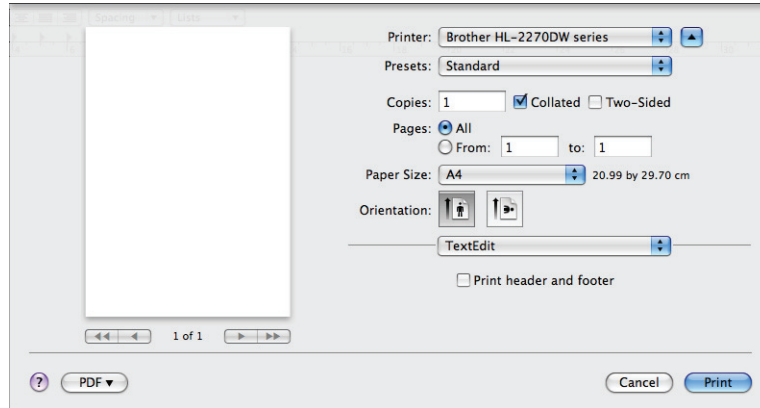 Spacing Lists
Printer: Brother HL-2270DW series
Presets: Standard
Copies: 1 Collated Two-Sided
Pages: All
From: 1 to: 1
Paper Size: A4 20.99 by 29.70 cm
Orientation:
TextEdit
Print header and footer
1 of 1
? PDF Cancel Print